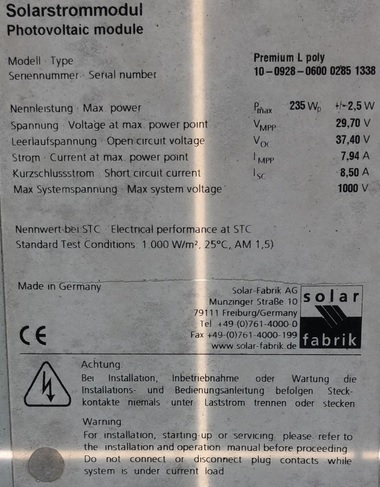 Solarstrommodul
Photovoltaic module
Modell · Type Premium L poly
Seriennummer · Serial number 10-0928-0600 0285 1338
Nennleistung · Max. power Pmax 235 Wp +/-2,5 W
Spannung · Voltage at max. power point VMPP 29,70 V
Leerlaufspannung · Open circuit voltage VOC 37,40 V
Strom · Current at max. power point IMPP 7,94 A
Kurzschlussstrom · Short circuit current ISC 8,50 A
Max Systemspannung · Max system voltage 1000 V
Nennwert bei STC · Electrical performance at STC
Standard Test Conditions: 1.000 W/m², 25°C, AM 1,5)
Made in Germany
Solar-Fabrik AG
Munzinger Straße 10
79111 Freiburg/Germany
Tel +49-(0)761-4000-0
Fax +49-(0)761-4000-199
www.solar-fabrik.de
solar
fabrik
CE
Achtung:
Bei Installation, Inbetriebnahme oder Wartung die
Installations- und Bedienungsanleitung befolgen Steck-
kontakte niemals unter Laststrom trennen oder stecken
Warning:
For installation, starting-up or servicing, please refer to
the installation and operation manual before proceeding
Do not connect or disconnect plug contacts while
system is under current load